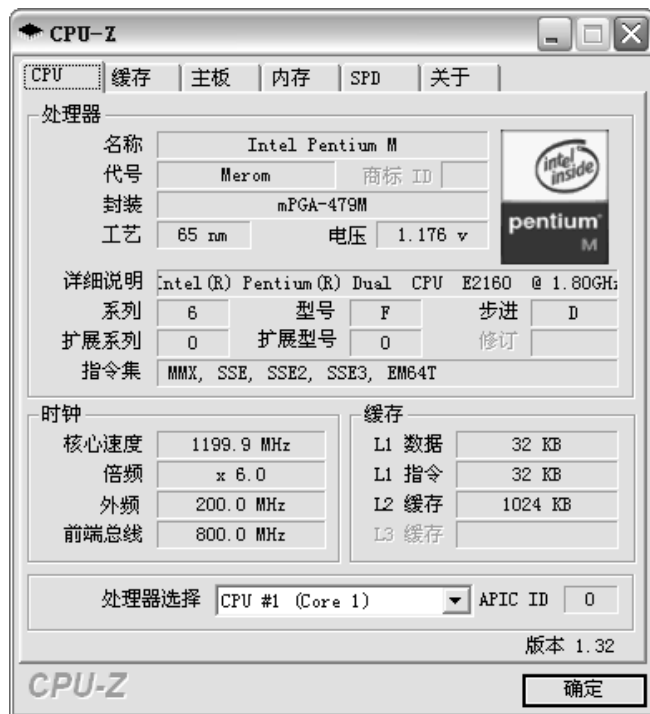 CPU-Z
CPU 缓存 主板 内存 SPD 关于
处理器
名称 Intel Pentium M
代号 Merom 商标 ID
封装 mPGA-479M
工艺 65 nm 电压 1.176 v
intel inside
pentium M
详细说明 Intel(R) Pentium(R) Dual CPU E2160 @ 1.80GHz
系列 6 型号 F 步进 D
扩展系列 0 扩展型号 0 修订
指令集 MMX, SSE, SSE2, SSE3, EM64T
时钟
核心速度 1199.9 MHz
倍频 x 6.0
外频 200.0 MHz
前端总线 800.0 MHz
缓存
L1 数据 32 KB
L1 指令 32 KB
L2 缓存 1024 KB
L3 缓存
处理器选择 CPU #1 (Core 1) APIC ID 0
版本 1.32
CPU-Z 确定